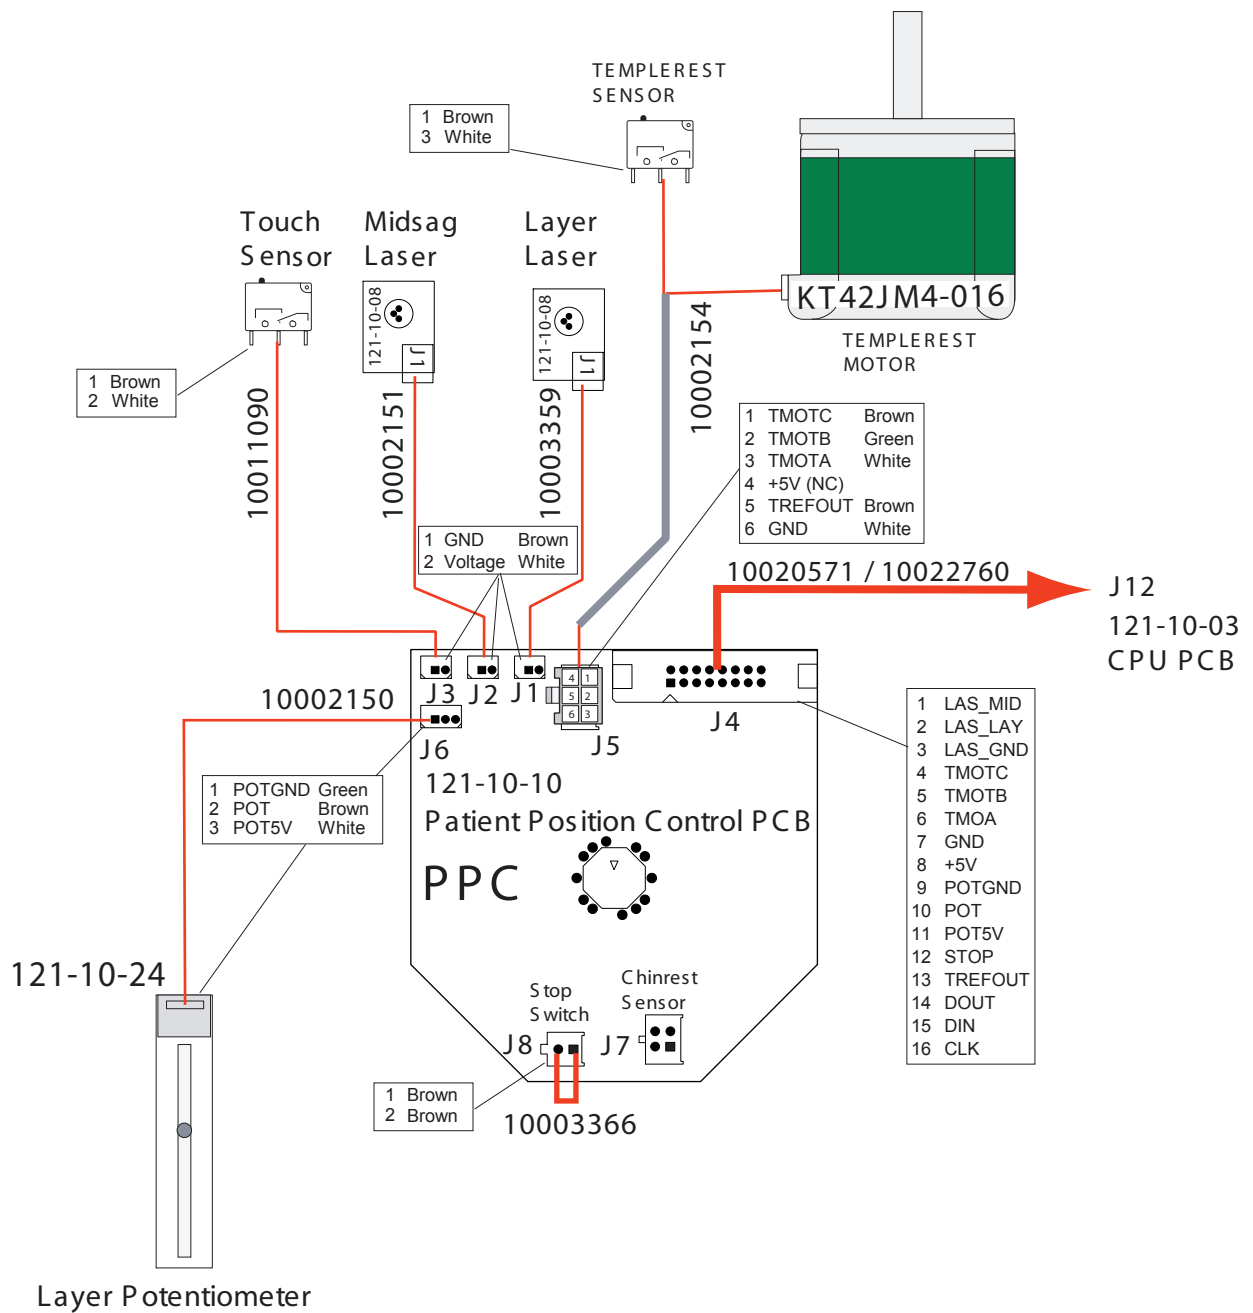 TEMPLEREST
SENSOR
1 Brown
3 White
Touch
Sensor
Midsag
Laser
Layer
Laser
121-10-08
J1
121-10-08
J1
KT42JM4-016
TEMPLEREST
MOTOR
1 Brown
2 White
10011090
10002151
10003359
10002154
1 TMOTC Brown
2 TMOTB Green
3 TMOTA White
4 +5V (NC)
5 TREFOUT Brown
6 GND White
1 GND Brown
2 Voltage White
10020571 / 10022760
J12
121-10-03
CPU PCB
10002150
J3
J2
J1
4 1
5 2
6 3
J5
J4
J6
121-10-10
Patient Position Control PCB
PPC
1 POTGND Green
2 POT Brown
3 POT5V White
1 LAS_MID
2 LAS_LAY
3 LAS_GND
4 TMOTC
5 TMOTB
6 TMOA
7 GND
8 +5V
9 POTGND
10 POT
11 POT5V
12 STOP
13 TREFOUT
14 DOUT
15 DIN
16 CLK
121-10-24
Stop
Switch
Chinrest
Sensor
J8
J7
1 Brown
2 Brown
10003366
Layer Potentiometer